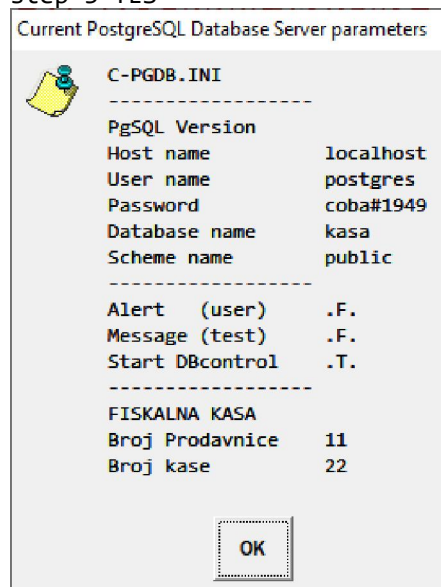 Current PostgreSQL Database Server parameters
C-PGDB.INI
------------------
PgSQL Version
Host name localhost
User name postgres
Password coba#1949
Database name kasa
Scheme name public
------------------
Alert (user) .F.
Message (test) .F.
Start DBcontrol .T.
------------------
FISKALNA KASA
Broj Prodavnice 11
Broj kase 22
OK